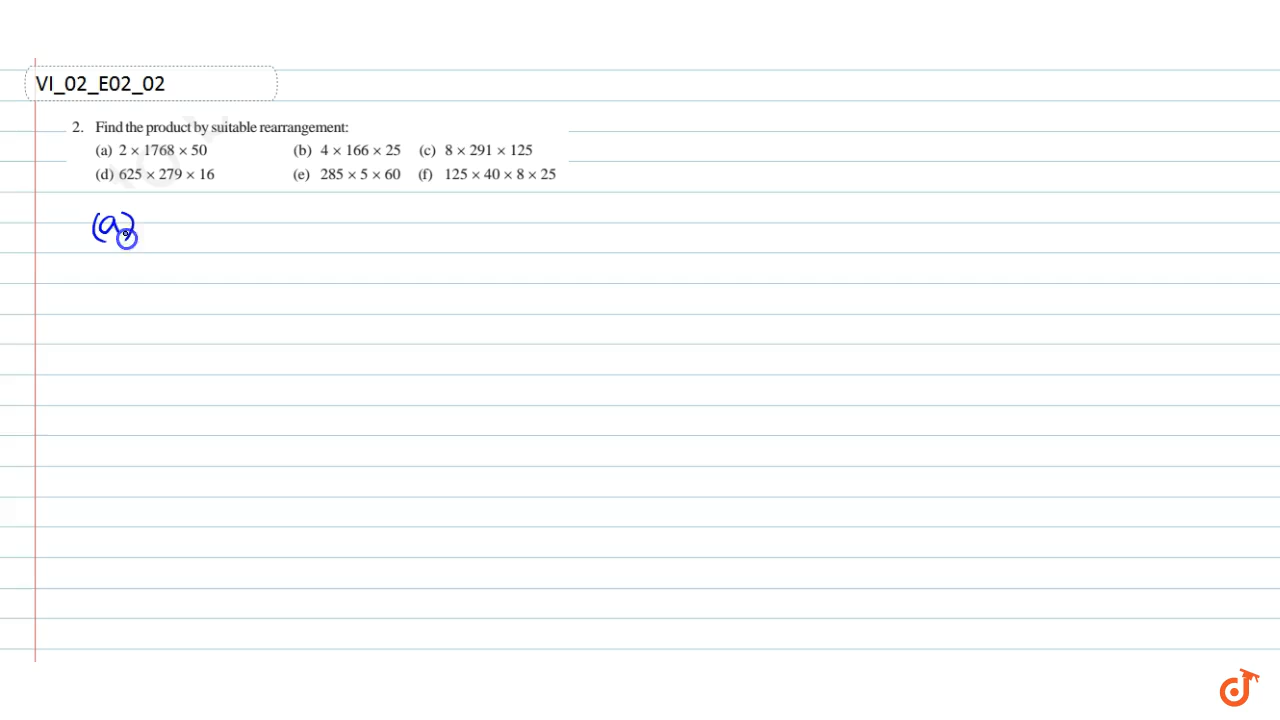 VI_02_E02_02
2. Find the product by suitable rearrangement:
(a) 2 × 1768 × 50 (b) 4 × 166 × 25 (c) 8 × 291 × 125
(d) 625 × 279 × 16 (e) 285 × 5 × 60 (f) 125 × 40 × 8 × 25
(a)